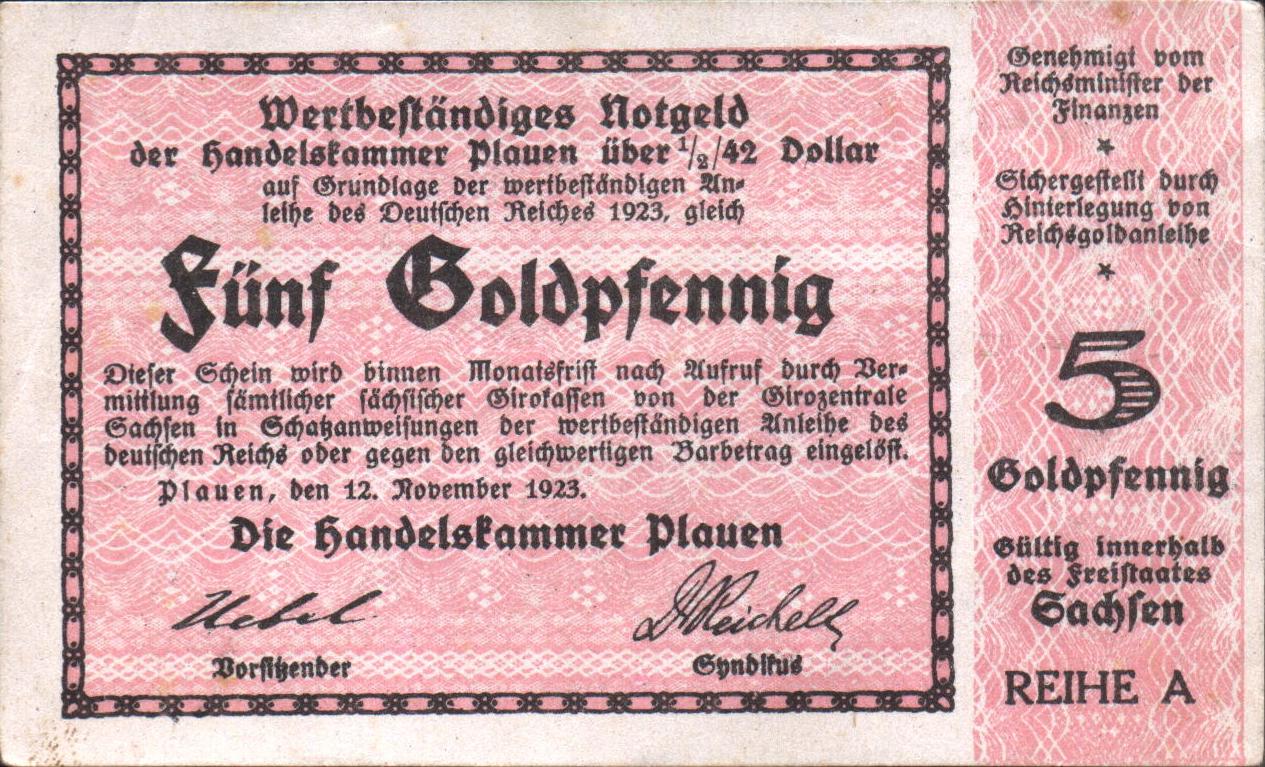 Wertbeständiges Notgeld
der Handelskammer Plauen über 1/2/42 Dollar
auf Grundlage der wertbeständigen An-
leihe des Deutschen Reiches 1923, gleich
Fünf Goldpfennig
Dieser Schein wird binnen Monatsfrist nach Aufruf durch Ver-
mittlung sämtlicher sächsischer Girokassen von der Girozentrale
Sachsen in Schatzanweisungen der wertbeständigen Anleihe des
deutschen Reichs oder gegen den gleichwertigen Barbetrag eingelöst.
Plauen, den 12. November 1923.
Die Handelskammer Plauen
Uebel
Dr Reichelt
Vorsitzender
Syndikus
Genehmigt vom
Reichsminister der
Finanzen
Sichergestellt durch
Hinterlegung von
Reichsgoldanleihe
5
Goldpfennig
Gültig innerhalb
des Freistaates
Sachsen
REIHE A